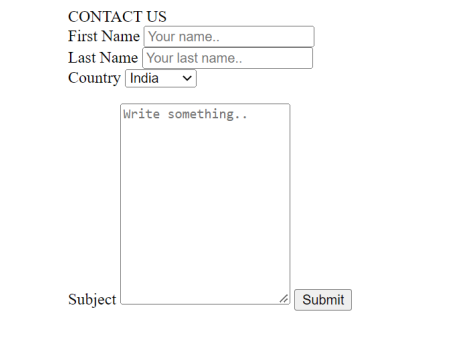 CONTACT US
First Name Your name..
Last Name Your last name..
Country India
Write something..
Subject Submit